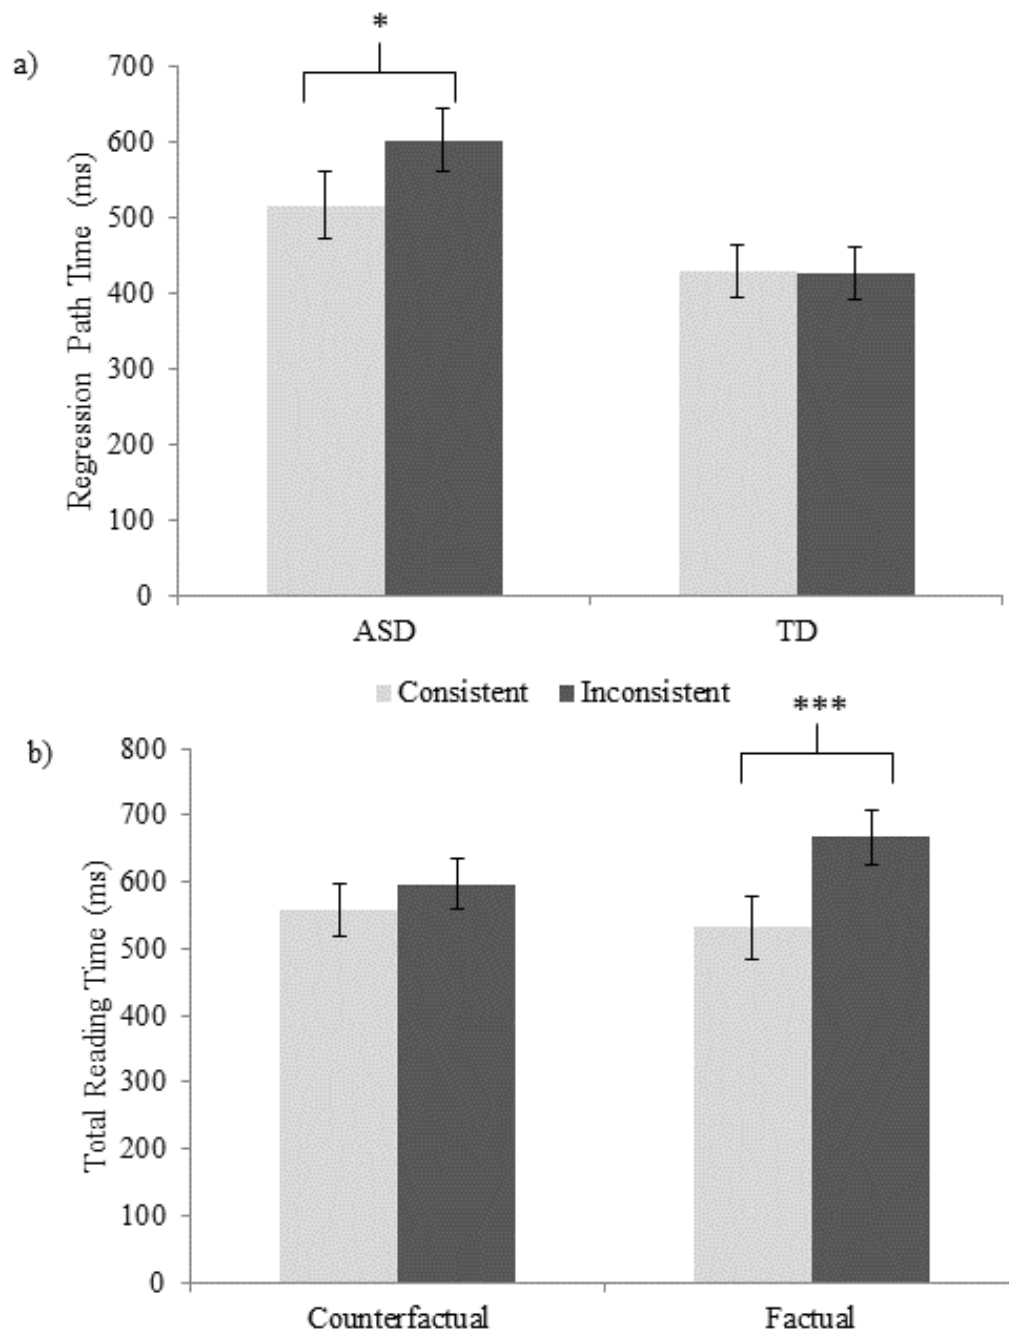 *
a)
700
600
500
400
300
200
100
0
Regression Path Time (ms)
ASD TD
Consistent Inconsistent
***
b)
800
700
600
500
400
300
200
100
0
Total Reading Time (ms)
Counterfactual Factual